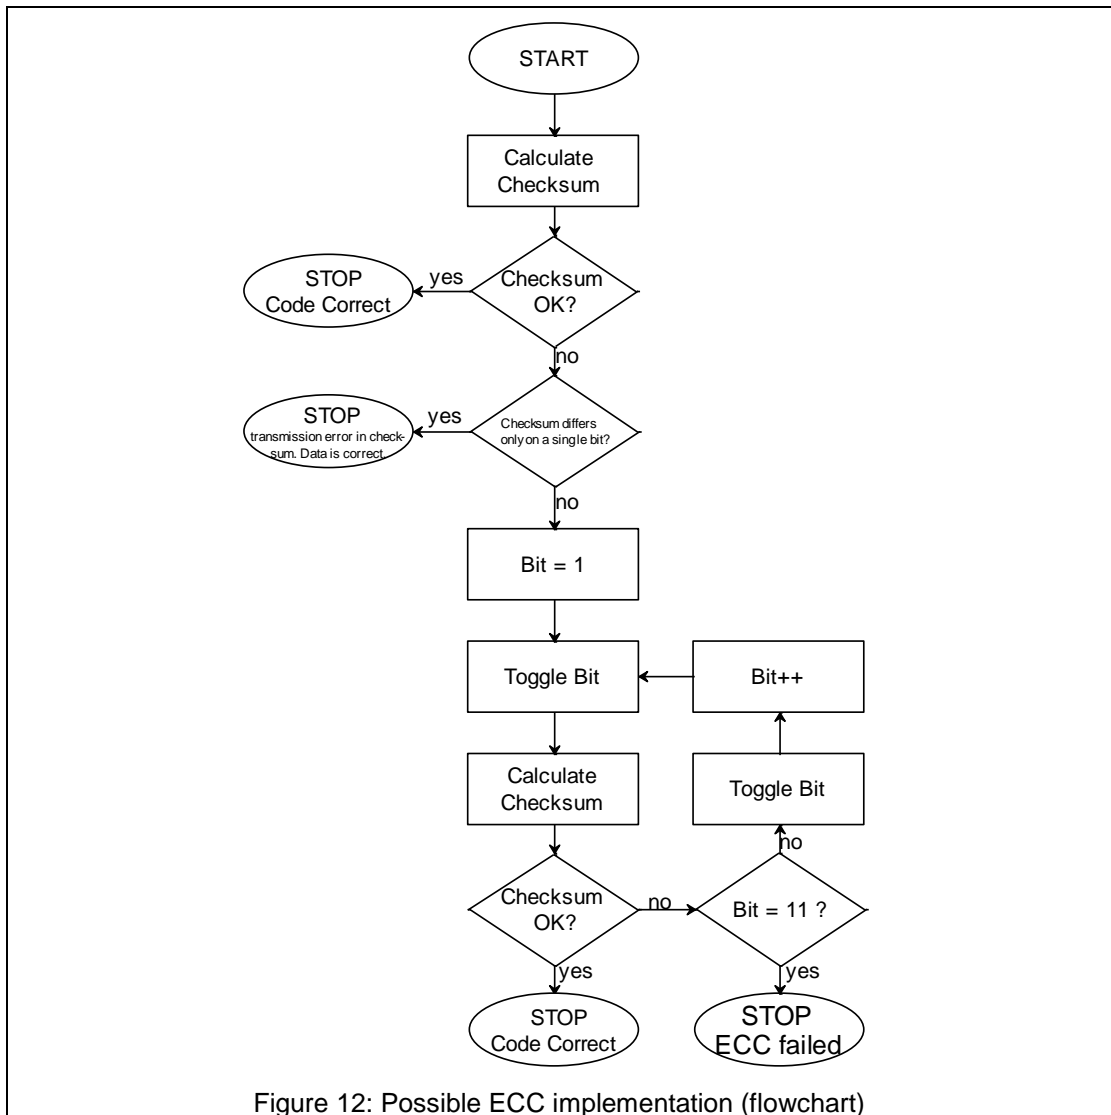 START
Calculate
Checksum
Checksum
OK?
yes
STOP
Code Correct
no
Checksum differs
only on a single bit?
yes
STOP
transmission error in check-
sum. Data is correct.
no
Bit = 1
Toggle Bit
Bit++
Calculate
Checksum
Toggle Bit
no
Checksum
OK?
no
Bit = 11 ?
yes
yes
STOP
Code Correct
STOP
ECC failed
Figure 12: Possible ECC implementation (flowchart)